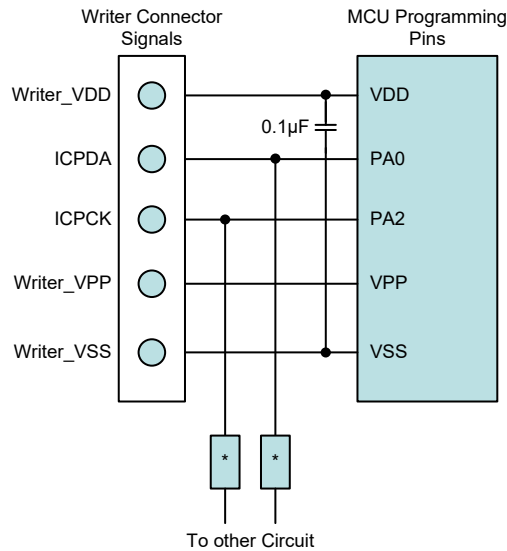 Writer Connector
Signals
MCU Programming
Pins
Writer_VDD
VDD
0.1μF
ICPDA
PA0
ICPCK
PA2
Writer_VPP
VPP
Writer_VSS
VSS
*
*
To other Circuit